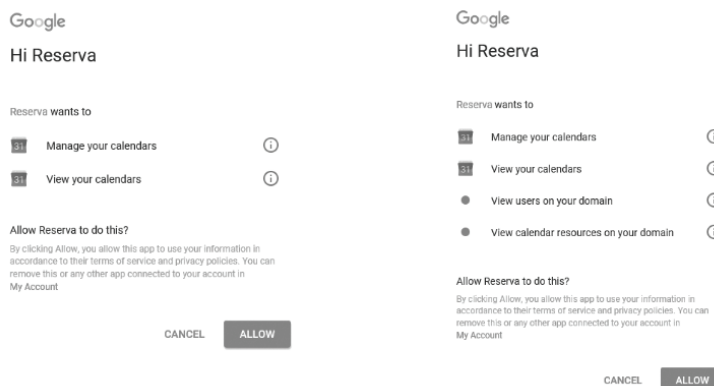 Google
Hi Reserva
Reserva wants to
31 Manage your calendars
31 View your calendars
Allow Reserva to do this?
By clicking Allow, you allow this app to use your information in
accordance to their terms of service and privacy policies. You can
remove this or any other app connected to your account in
My Account
CANCEL ALLOW
Google
Hi Reserva
Reserva wants to
31 Manage your calendars
31 View your calendars
View users on your domain
View calendar resources on your domain
Allow Reserva to do this?
By clicking Allow, you allow this app to use your information in
accordance to their terms of service and privacy policies. You can
remove this or any other app connected to your account in
My Account
CANCEL ALLOW